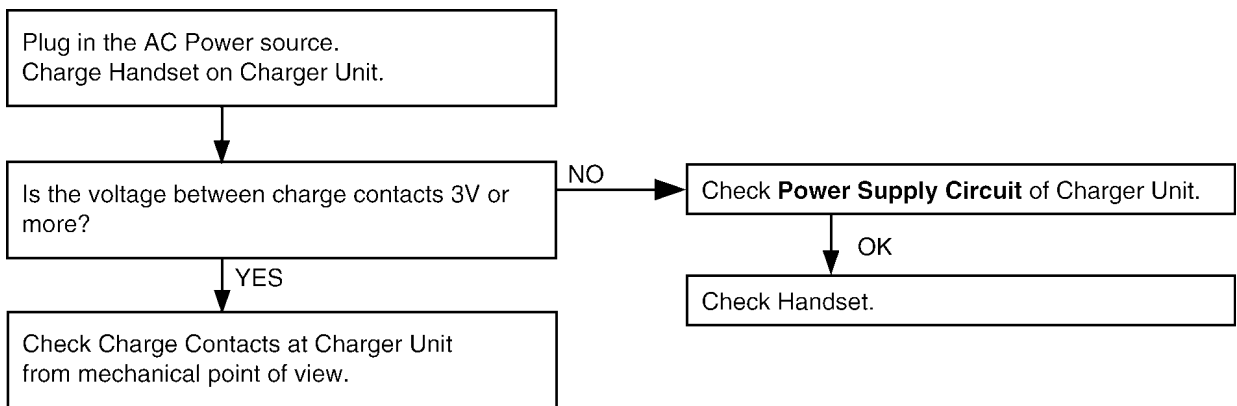 Plug in the AC Power source.
Charge Handset on Charger Unit.
Is the voltage between charge contacts 3V or
more?
NO
Check Power Supply Circuit of Charger Unit.
OK
Check Handset.
YES
Check Charge Contacts at Charger Unit
from mechanical point of view.